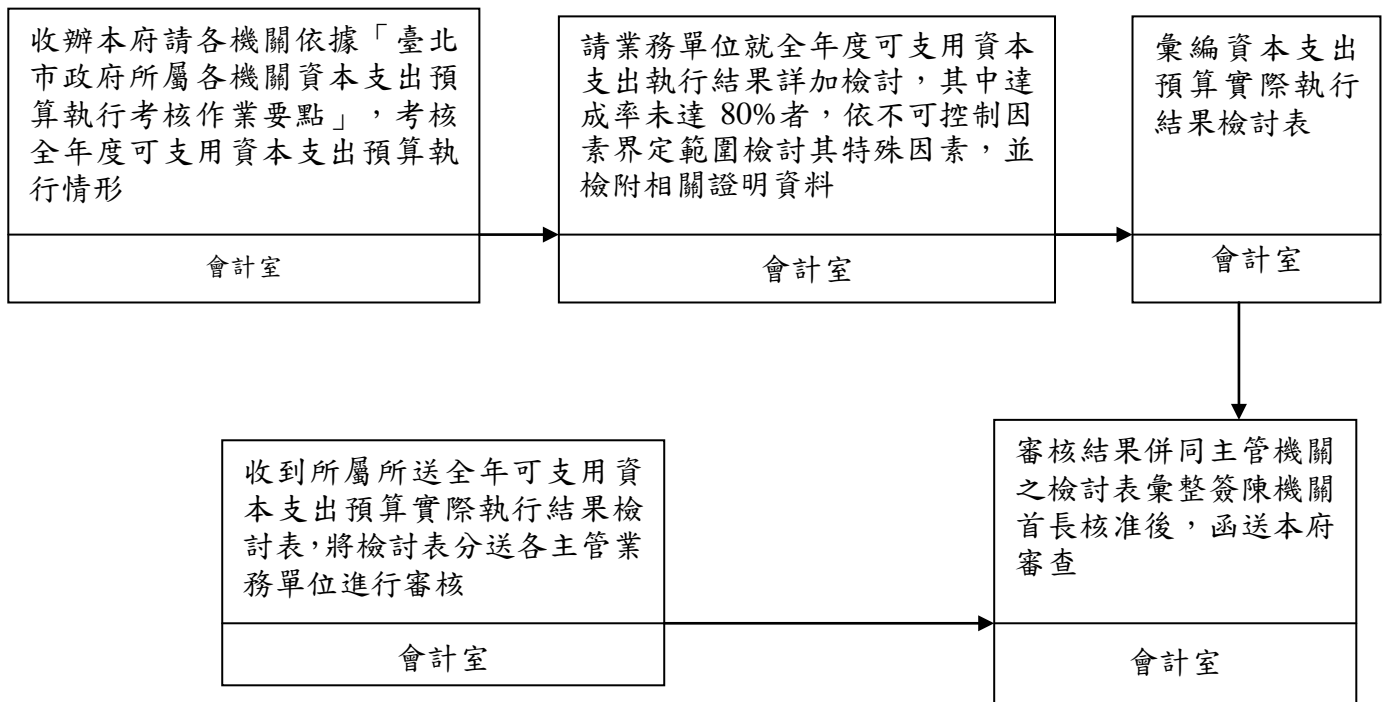 收辦本府請各機關依據「臺北
市政府所屬各機關資本支出預
算執行考核作業要點」，考核
全年度可支用資本支出預算執
行情形
會計室
請業務單位就全年度可支用資本
支出執行結果詳加檢討，其中達
成率未達 80%者，依不可控制因
素界定範圍檢討其特殊因素，並
檢附相關證明資料
會計室
彙編資本支出
預算實際執行
結果檢討表
會計室
收到所屬所送全年可支用資
本支出預算實際執行結果檢
討表，將檢討表分送各主管業
務單位進行審核
會計室
審核結果併同主管機關
之檢討表彙整簽陳機關
首長核准後，函送本府
審查
會計室